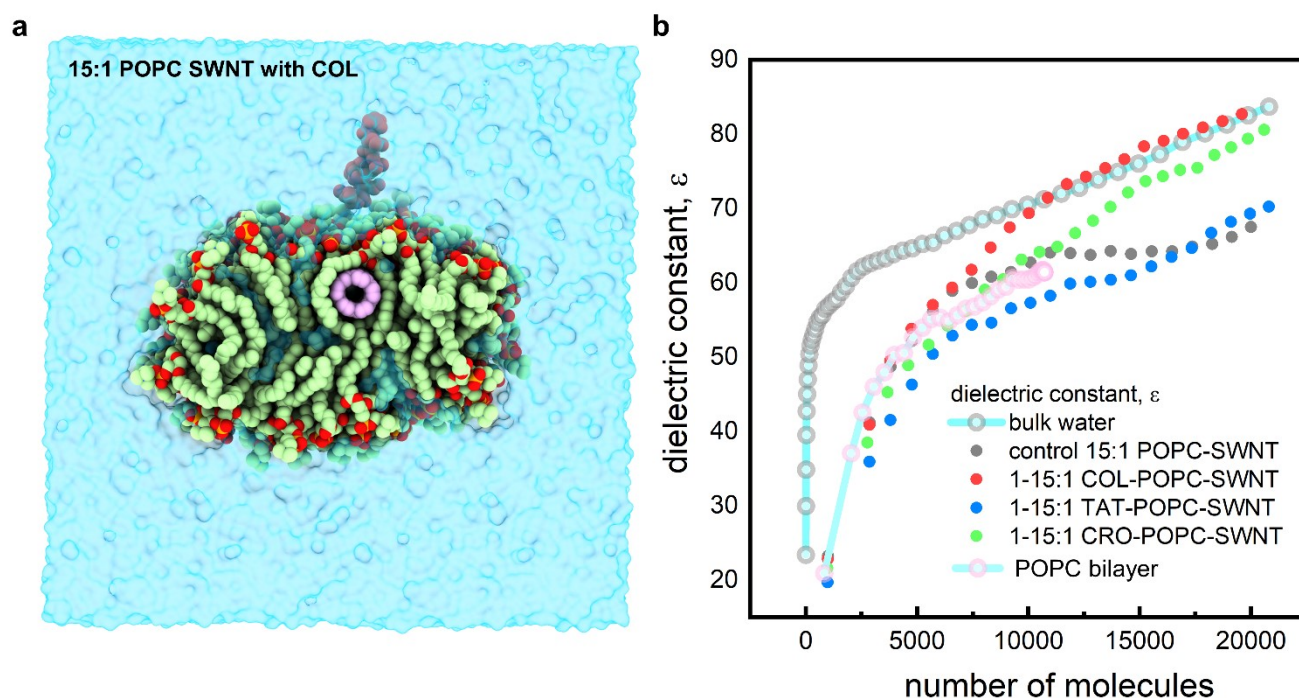 a
15:1 POPC SWNT with COL
b
dielectric constant, ε
90
80
70
60
50
40
30
20
0
5000
10000
15000
20000
number of molecules
dielectric constant, ε
bulk water
control 15:1 POPC-SWNT
1-15:1 COL-POPC-SWNT
1-15:1 TAT-POPC-SWNT
1-15:1 CRO-POPC-SWNT
POPC bilayer